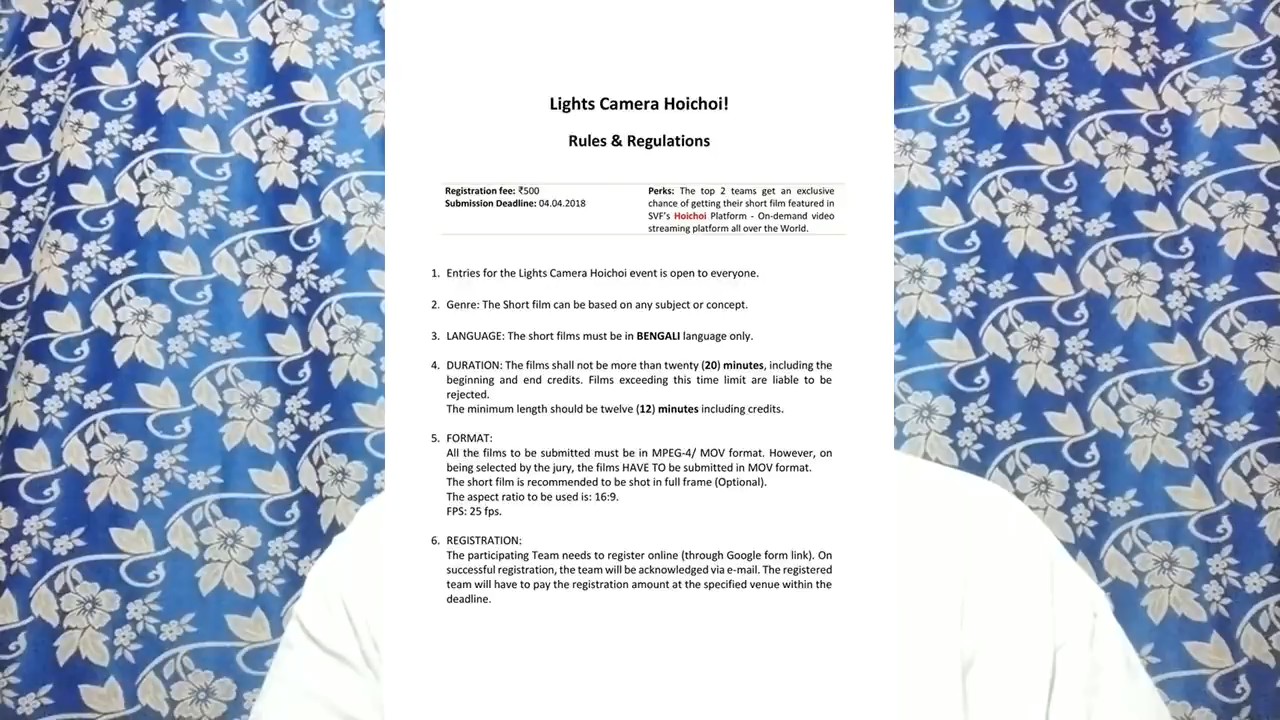 Lights Camera Hoichoi!
Rules & Regulations
Registration fee: ₹500
Submission Deadline: 04.04.2018
Perks: The top 2 teams get an exclusive
chance of getting their short film featured in
SVF's Hoichoi Platform - On-demand video
streaming platform all over the World.
1. Entries for the Lights Camera Hoichoi event is open to everyone.
2. Genre: The Short film can be based on any subject or concept.
3. LANGUAGE: The short films must be in BENGALI language only.
4. DURATION: The films shall not be more than twenty (20) minutes, including the
beginning and end credits. Films exceeding this time limit are liable to be
rejected.
The minimum length should be twelve (12) minutes including credits.
5. FORMAT:
All the films to be submitted must be in MPEG-4/ MOV format. However, on
being selected by the jury, the films HAVE TO be submitted in MOV format.
The short film is recommended to be shot in full frame (Optional).
The aspect ratio to be used is: 16:9.
FPS: 25 fps.
6. REGISTRATION:
The participating Team needs to register online (through Google form link). On
successful registration, the team will be acknowledged via e-mail. The registered
team will have to pay the registration amount at the specified venue within the
deadline.